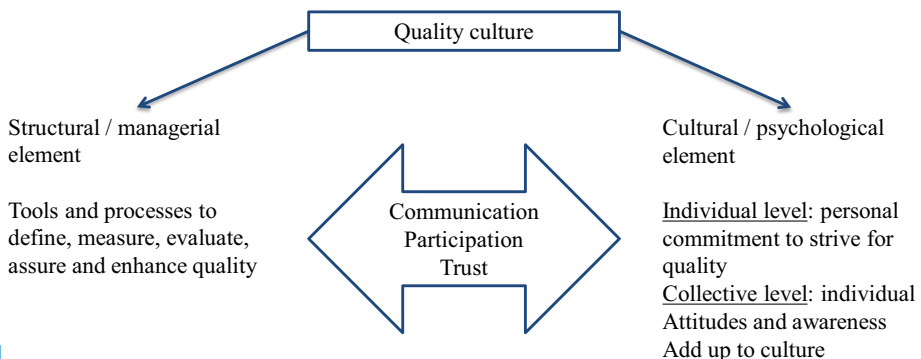 Quality culture
Structural / managerial
element
Tools and processes to
define, measure, evaluate,
assure and enhance quality
Communication
Participation
Trust
Cultural / psychological
element
Individual level: personal
commitment to strive for
quality
Collective level: individual
Attitudes and awareness
Add up to culture